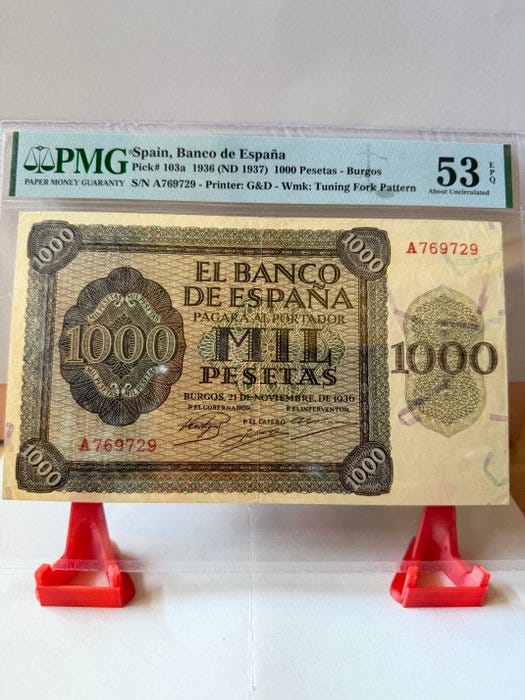 PMG
PAPER MONEY GUARANTY
Spain, Banco de España
Pick# 103a 1936 (ND 1937) 1000 Pesetas - Burgos
S/N A769729 - Printer: G&D - Wmk: Tuning Fork Pattern
53
EPQ
About Uncirculated
1000
1000
A769729
EL BANCO
DE ESPAÑA
PAGARÁ AL PORTADOR
1000
MIL
1000
PESETAS
BURGOS, 21 DE NOVIEMBRE, DE 1936
P. EL GOBERNADOR
P. EL CAJERO
P. EL INTERVENTOR
A769729
1000
1000